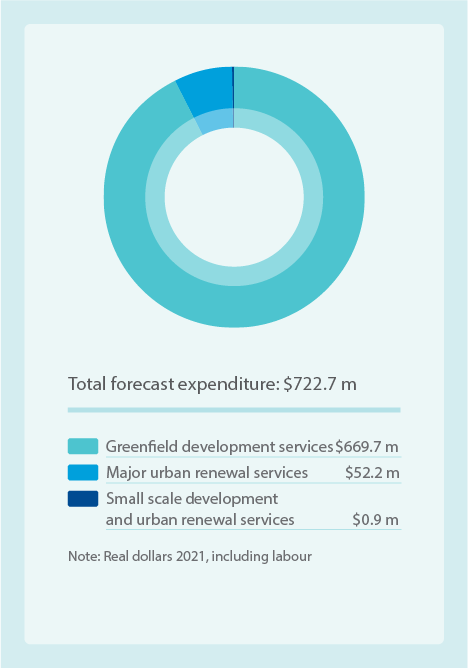 Total forecast expenditure: $722.7 m
Greenfield development services $669.7 m
Major urban renewal services $52.2 m
Small scale development
and urban renewal services $0.9 m
Note: Real dollars 2021, including labour